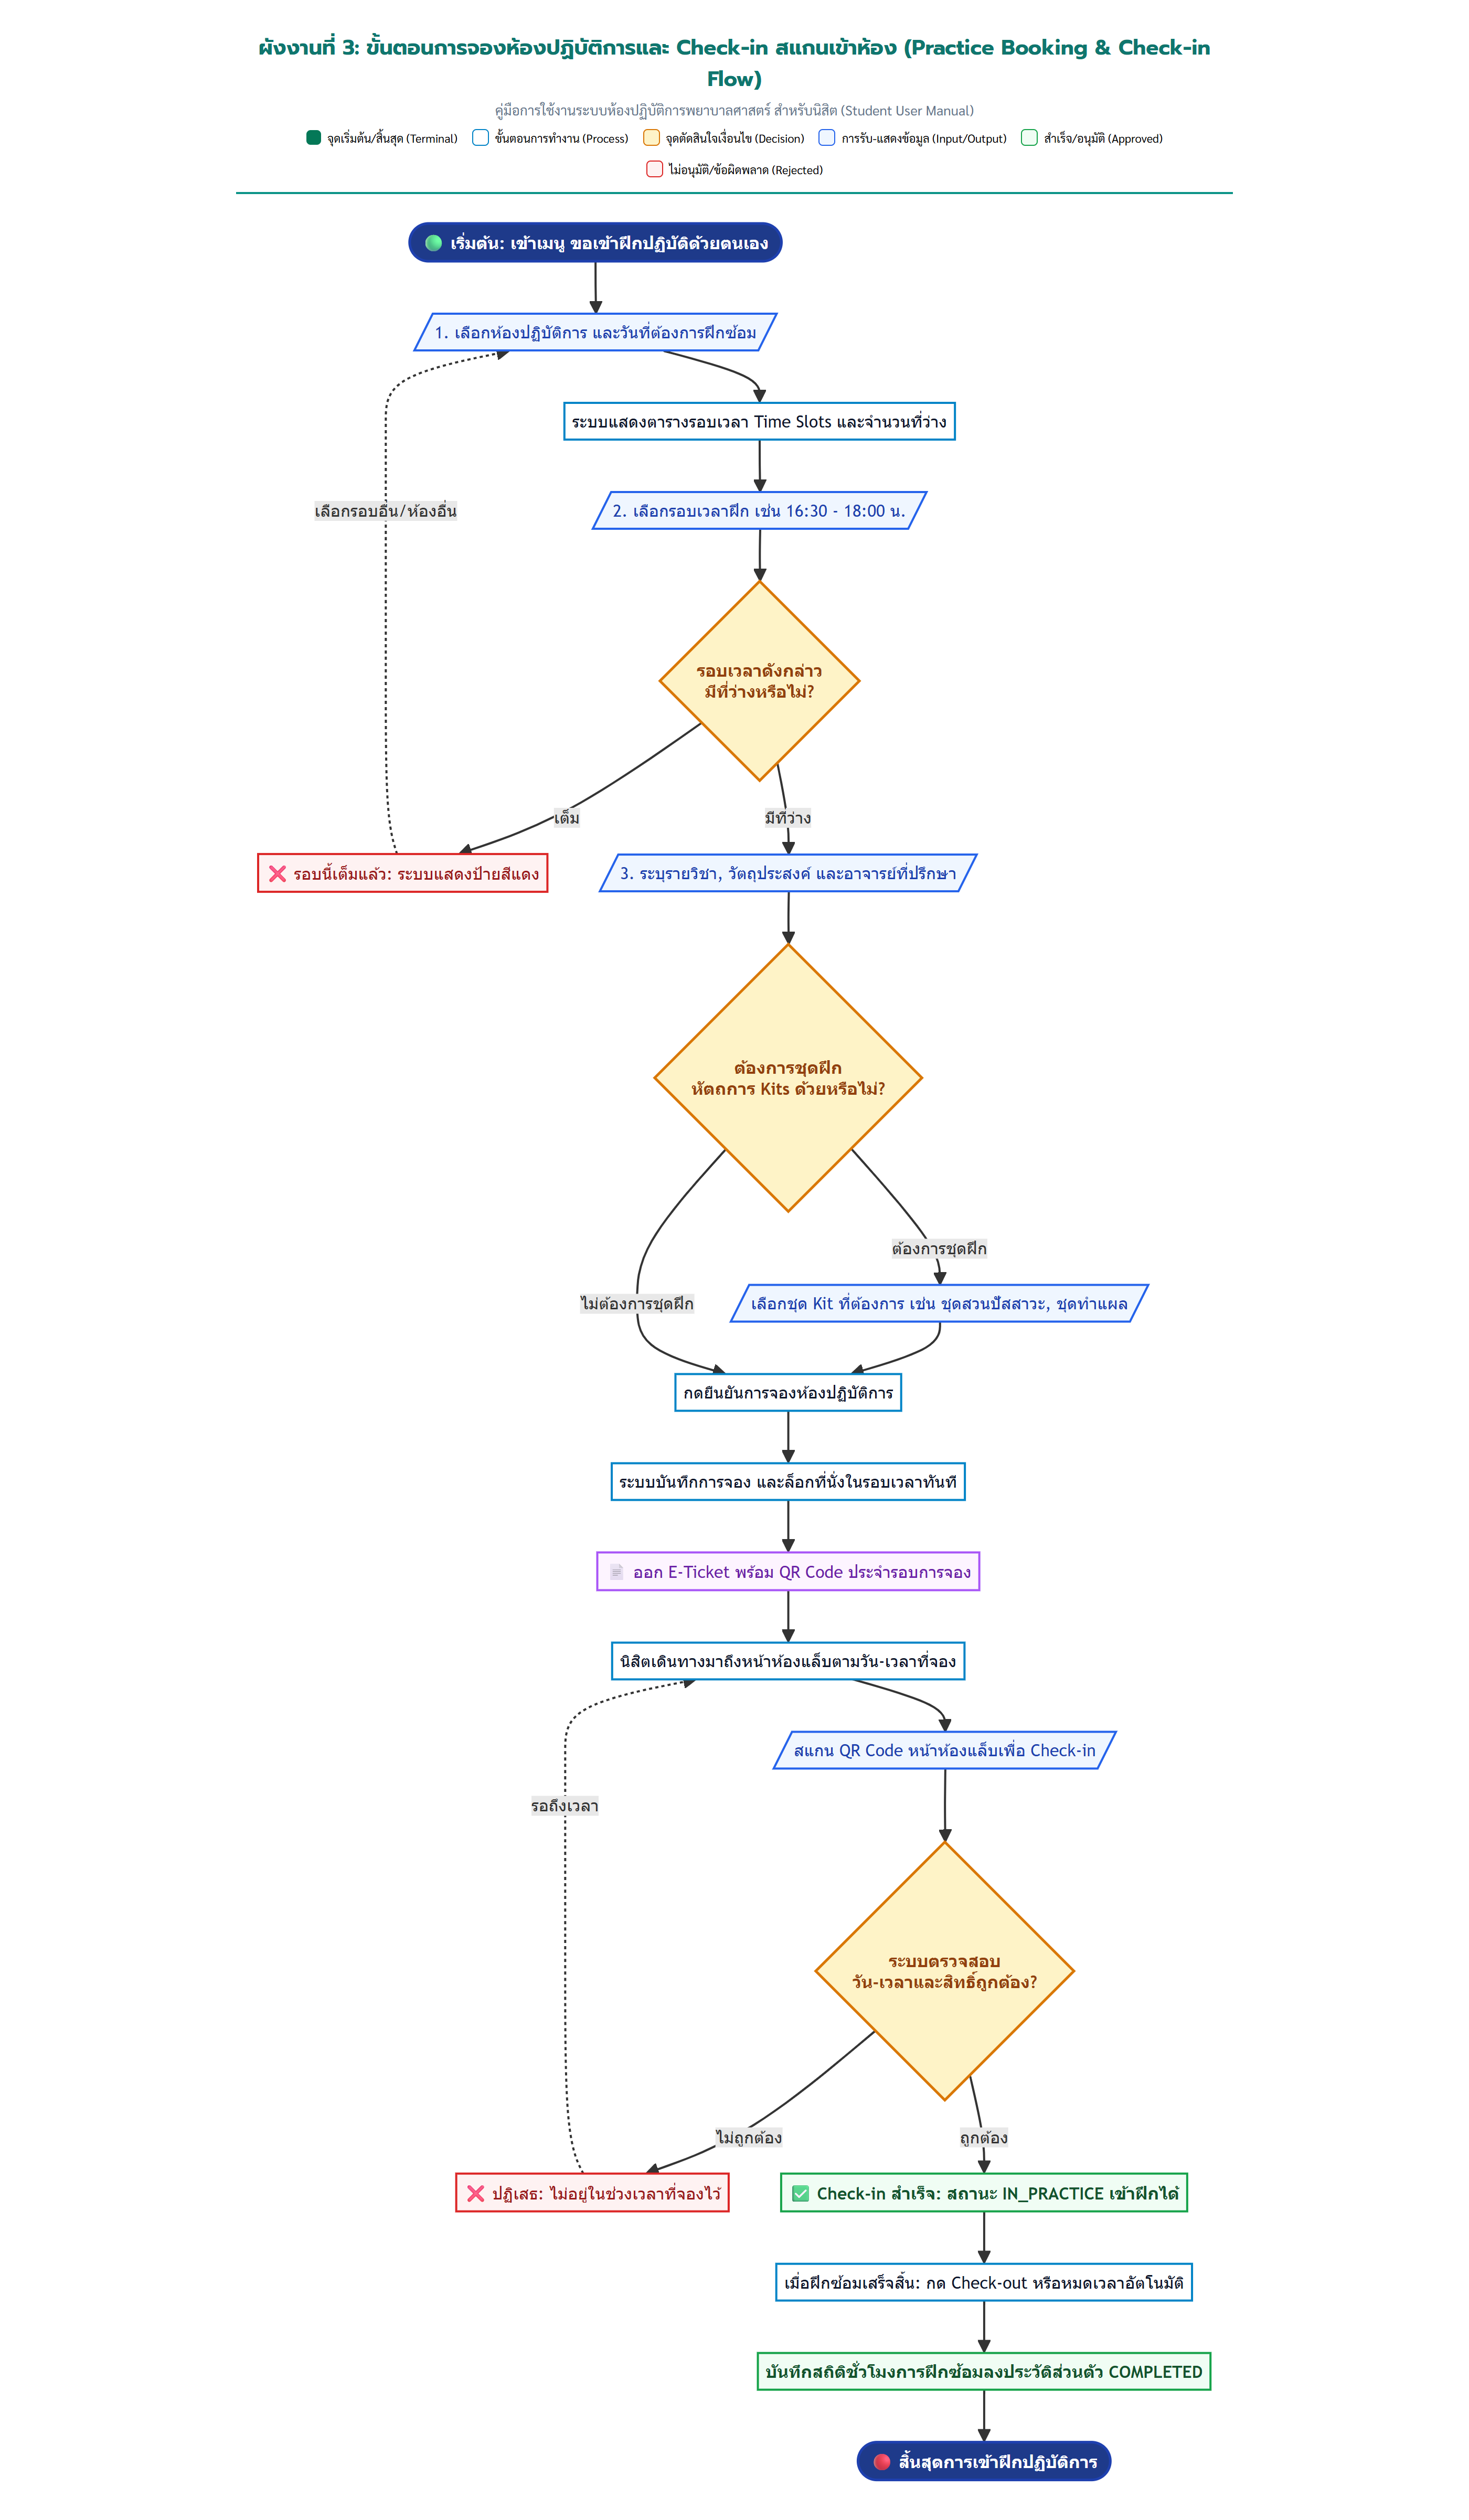 ผังงานที่ 3: ขั้นตอนการจองห้องปฏิบัติการและ Check-in สแกนเข้าห้อง (Practice Booking & Check-in
Flow)
คู่มือการใช้งานระบบห้องปฏิบัติการพยาบาลศาสตร์ สำหรับนิสิต (Student User Manual)
จุดเริ่มต้น/สิ้นสุด (Terminal) ขั้นตอนการทำงาน (Process) จุดตัดสินใจเงื่อนไข (Decision) การรับ-แสดงข้อมูล (Input/Output) สำเร็จ/อนุมัติ (Approved)
ไม่อนุมัติ/ข้อผิดพลาด (Rejected)
เริ่มต้น: เข้าเมนู ขอเข้าฝึกปฏิบัติด้วยตนเอง
1. เลือกห้องปฏิบัติการ และวันที่ต้องการฝึกซ้อม
ระบบแสดงตารางรอบเวลา Time Slots และจำนวนที่ว่าง
เลือกรอบอื่น/ห้องอื่น
2. เลือกรอบเวลาฝึก เช่น 16:30 - 18:00 น.
รอบเวลาดังกล่าว
มีที่ว่างหรือไม่?
เต็ม
มีที่ว่าง
❌ รอบนี้เต็มแล้ว: ระบบแสดงป้ายสีแดง
3. ระบุรายวิชา, วัตถุประสงค์ และอาจารย์ที่ปรึกษา
ต้องการชุดฝึก
หัตถการ Kits ด้วยหรือไม่?
ต้องการชุดฝึก
ไม่ต้องการชุดฝึก
เลือกชุด Kit ที่ต้องการ เช่น ชุดสวนปัสสาวะ, ชุดทำแผล
กดยืนยันการจองห้องปฏิบัติการ
ระบบบันทึกการจอง และล็อกที่นั่งในรอบเวลาทันที
ออก E-Ticket พร้อม QR Code ประจำรอบการจอง
นิสิตเดินทางมาถึงหน้าห้องแล็บตามวัน-เวลาที่จอง
สแกน QR Code หน้าห้องแล็บเพื่อ Check-in
รอถึงเวลา
ระบบตรวจสอบ
วัน-เวลาและสิทธิ์ถูกต้อง?
ไม่ถูกต้อง
ถูกต้อง
❌ ปฏิเสธ: ไม่อยู่ในช่วงเวลาที่จองไว้
✅ Check-in สำเร็จ: สถานะ IN_PRACTICE เข้าฝึกได้
เมื่อฝึกซ้อมเสร็จสิ้น: กด Check-out หรือหมดเวลาอัตโนมัติ
บันทึกสถิติชั่วโมงการฝึกซ้อมลงประวัติส่วนตัว COMPLETED
สิ้นสุดการเข้าฝึกปฏิบัติการ